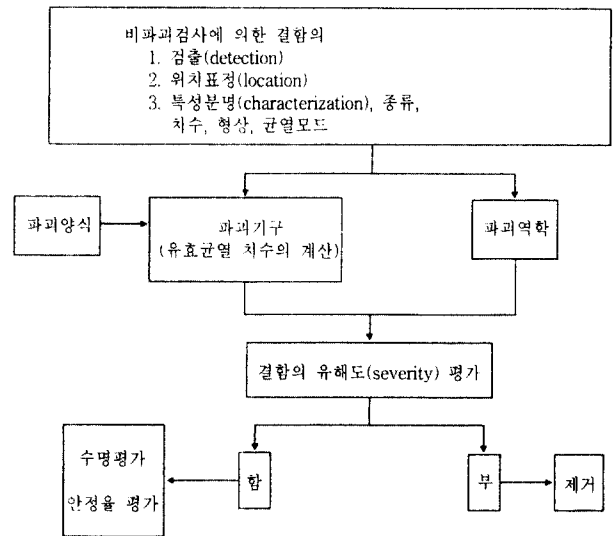 비파괴검사에 의한 결함의
1. 검출(detection)
2. 위치표정(location)
3. 특성분명(characterization), 종류,
차수, 형상, 균열모드
파괴양식
파괴기구
(유효균열 치수의 계산)
파괴역학
결함의 유해도(severity) 평가
수명평가
안정율 평가
합
부
제거